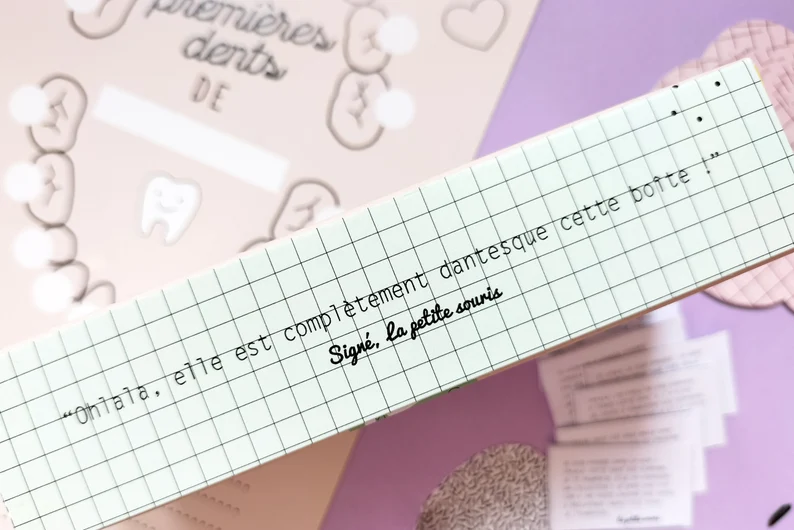 premières
dents
DE
“Ohlala, elle est complètement dantesque cette boîte !”
Signé, la petite souris